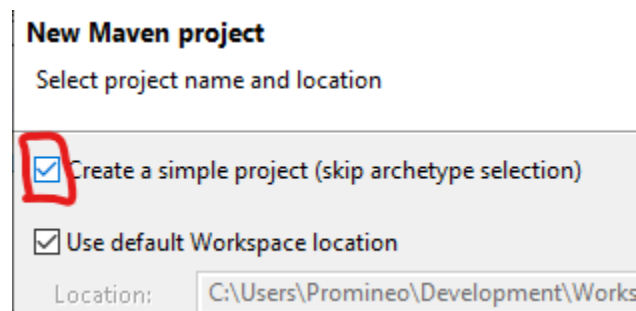 New Maven project
Select project name and location
Create a simple project (skip archetype selection)
Use default Workspace location
Location: C:\Users\Promineo\Development\Works